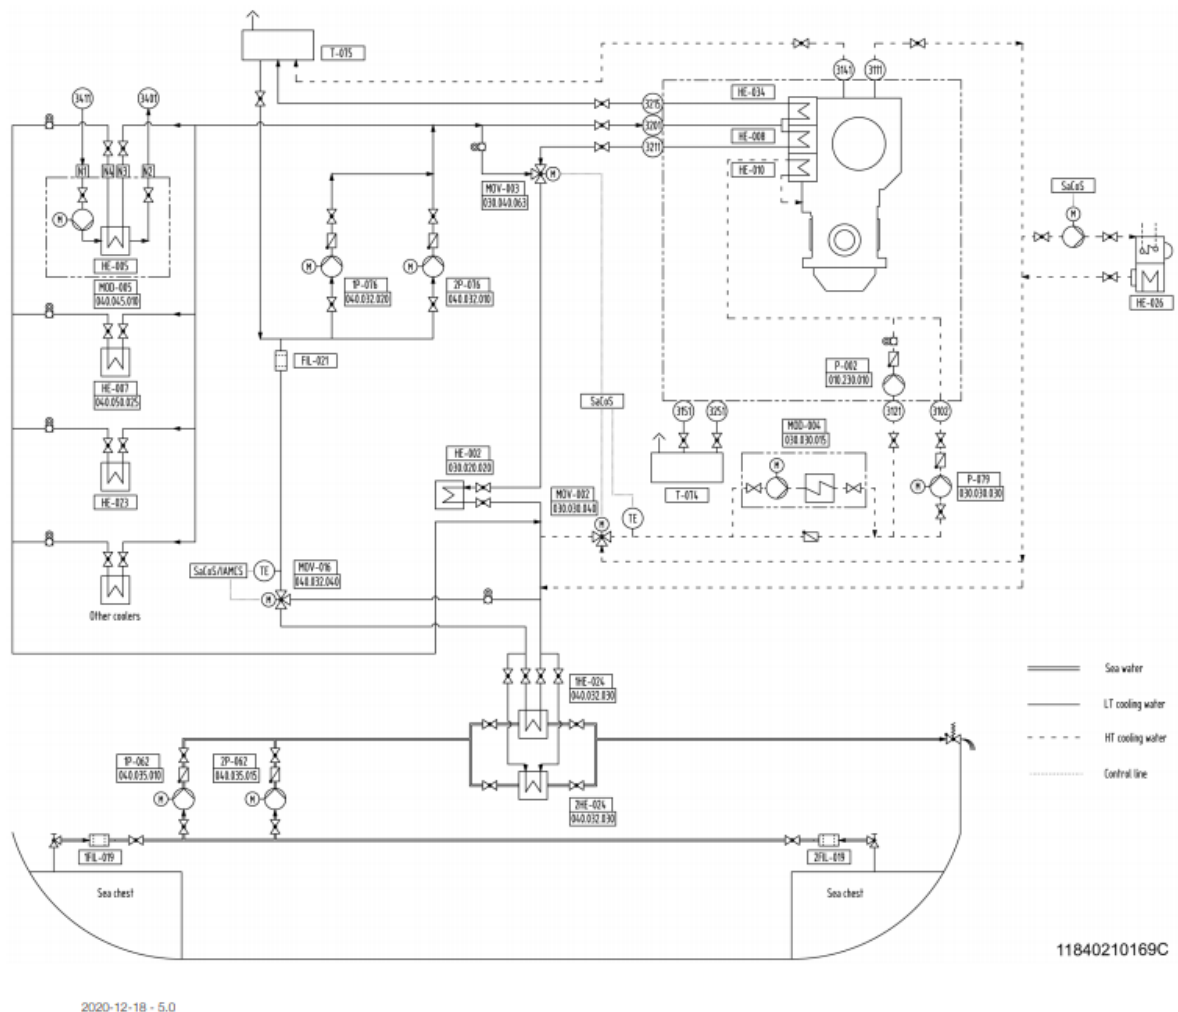 T-075
3141
3111
3411
3401
HE-034
3215
3201
HE-008
3211
N1
N4
N3
N2
HE-010
M
MOV-003
030.040.063
SaCoS
M
M
HE-005
MOD-005
040.045.010
M
1P-076
040.032.020
M
2P-076
040.032.010
HE-026
FIL-021
P-002
010.230.010
HE-007
040.050.025
SaCoS
3151
3251
3121
3102
MOD-004
030.030.015
HE-002
030.020.020
M
HE-023
T-074
MOV-002
030.030.040
M
P-079
030.030.030
TE
M
SaCoS/IAMCS
TE
MOV-016
040.032.040
M
Other coolers
1HE-024
040.032.030
Sea water
LT cooling water
HT cooling water
Control line
1P-062
040.035.010
2P-062
040.035.015
M
M
2HE-024
040.032.030
1FIL-019
2FIL-019
Sea chest
Sea chest
11840210169C
2020-12-18 - 5.0